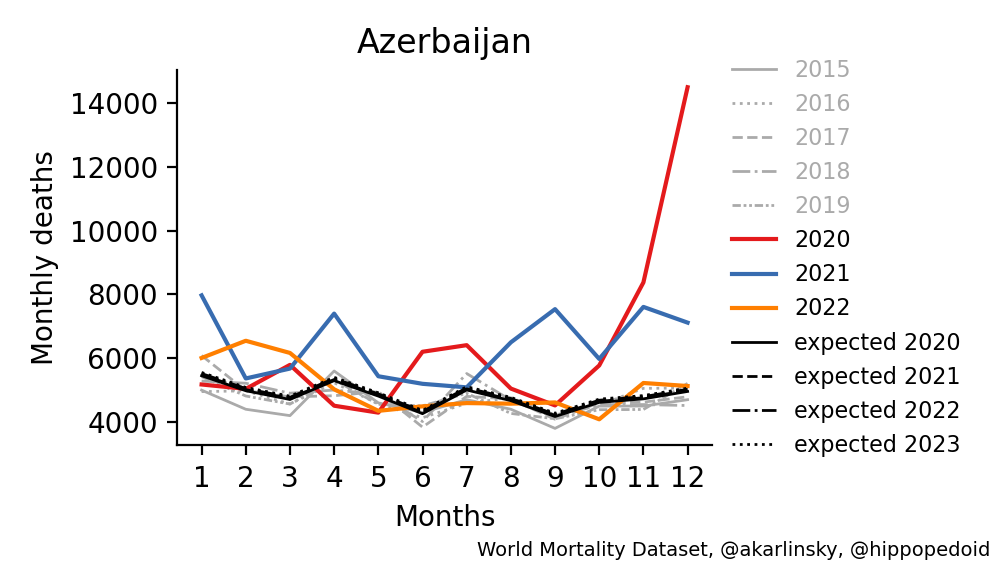 Azerbaijan
Monthly deaths
14000
12000
10000
8000
6000
4000
1 2 3 4 5 6 7 8 9 10 11 12
Months
2015
2016
2017
2018
2019
2020
2021
2022
expected 2020
expected 2021
expected 2022
expected 2023
World Mortality Dataset, @akarlinsky, @hippopedoid